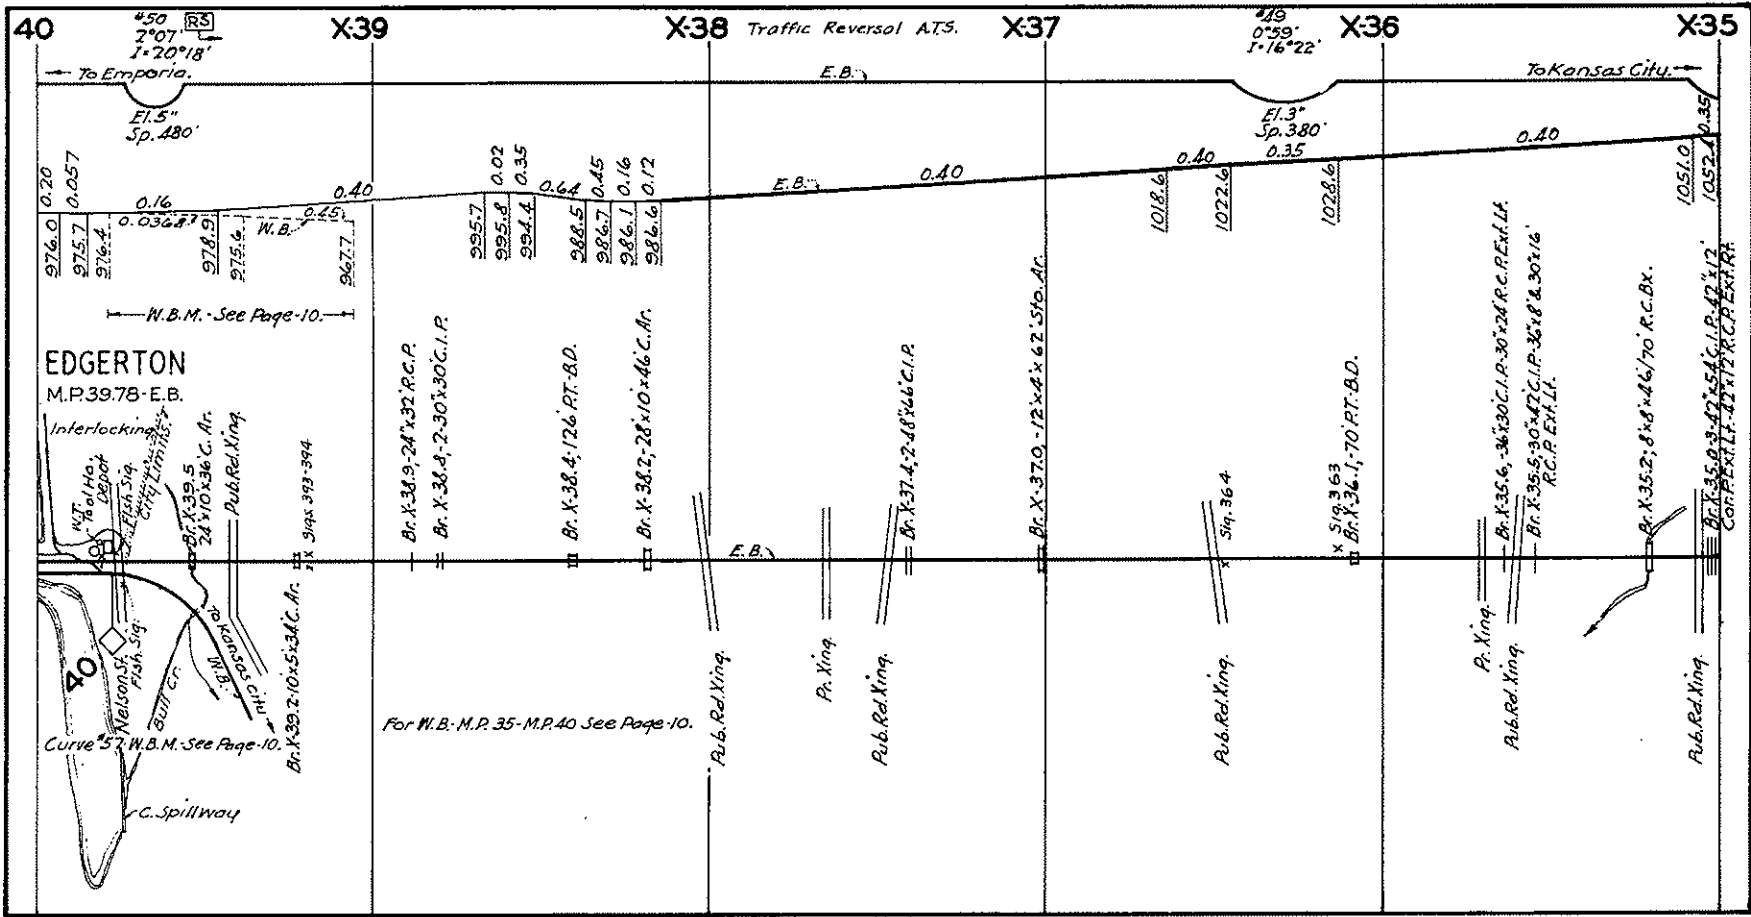 40
X-39
X-38
X-37
X-36
X-35
#50
R3
2°07'
I=20°18'
Traffic Reversal A.T.S.
#49
0°59'
I=16°22'
To Emporia.
E.B.
To Kansas City.
El.5"
Sp.480'
El.3"
Sp.380'
0.20
0.057
0.16
0.40
0.02
0.35
0.64
0.45
0.16
0.12
E.B.
0.40
0.40
0.35
0.40
0.35
W.B.
0.45
976.0
975.7
976.4
978.9
975.6
967.7
995.7
995.8
994.4
988.5
986.7
986.1
986.6
1018.6
1022.6
1028.6
1051.0
W.B.M.-See Page-10.
EDGERTON
M.P.39.78-E.B.
Interlocking
W.T.
Tool Ho.
Depot
Flsh.Sig.
City Limits.
Br.X-39.5
24'x10'x36' C. Ar.
Pub.Rd.Xing.
Sigs 393-394
Br. X-38.9,-24"x32' R.C.P.
Br. X-38.8,-2-30"x30' C.I.P.
Br. X-38.4,-126' P.T.-B.D.
Br. X-38.2,-28'x10'x46' C.Ar.
Br. X-37.4,-2-48"x46' C.I.P.
Br. X-37.0,-12'x4'x62' Sto. Ar.
Sig. 364
Sig.363
Br.X-36.1,-70' P.T.-B.D.
Br.X-35.6,-36"x30' C.I.P.-30"x24' R.C.P.Ext.Lt.
Br.X-35.5,-30"x42' C.I.P.-36"x8' & 30"x16'
R.C.P. Ext.Lt.
Br.X-35.2; 8'x8'x46/70' R.C.Bx.
Br.X-35.0-3-42"x54' C.I.P.-42"x12'
Con.P.Ext.Lt.-42"x12' R.C.P.Ext.Rt.
E.B.
40
Nelson St.
Flsh. Sig.
Bull Cr.
To Kansas City
W.B.
Br.X-39.2-10'x5'x34' C. Ar.
Pub.Rd.Xing.
Pr. Xing.
Pub.Rd.Xing.
Pub.Rd.Xing.
Pr. Xing.
Pub.Rd.Xing.
Pub.Rd.Xing.
For W.B.-M.P.35-M.P.40 See Page-10.
Curve #57 W.B.M.-See Page-10.
C.Spillway